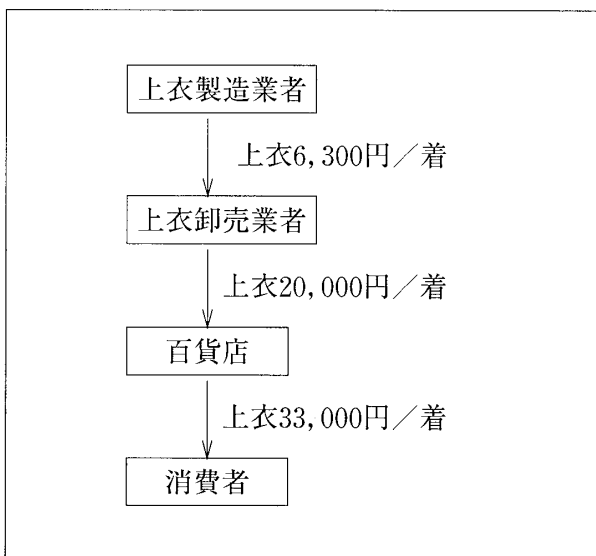 上衣製造業者
上衣6,300円／着
上衣卸売業者
上衣20,000円／着
百貨店
上衣33,000円／着
消費者